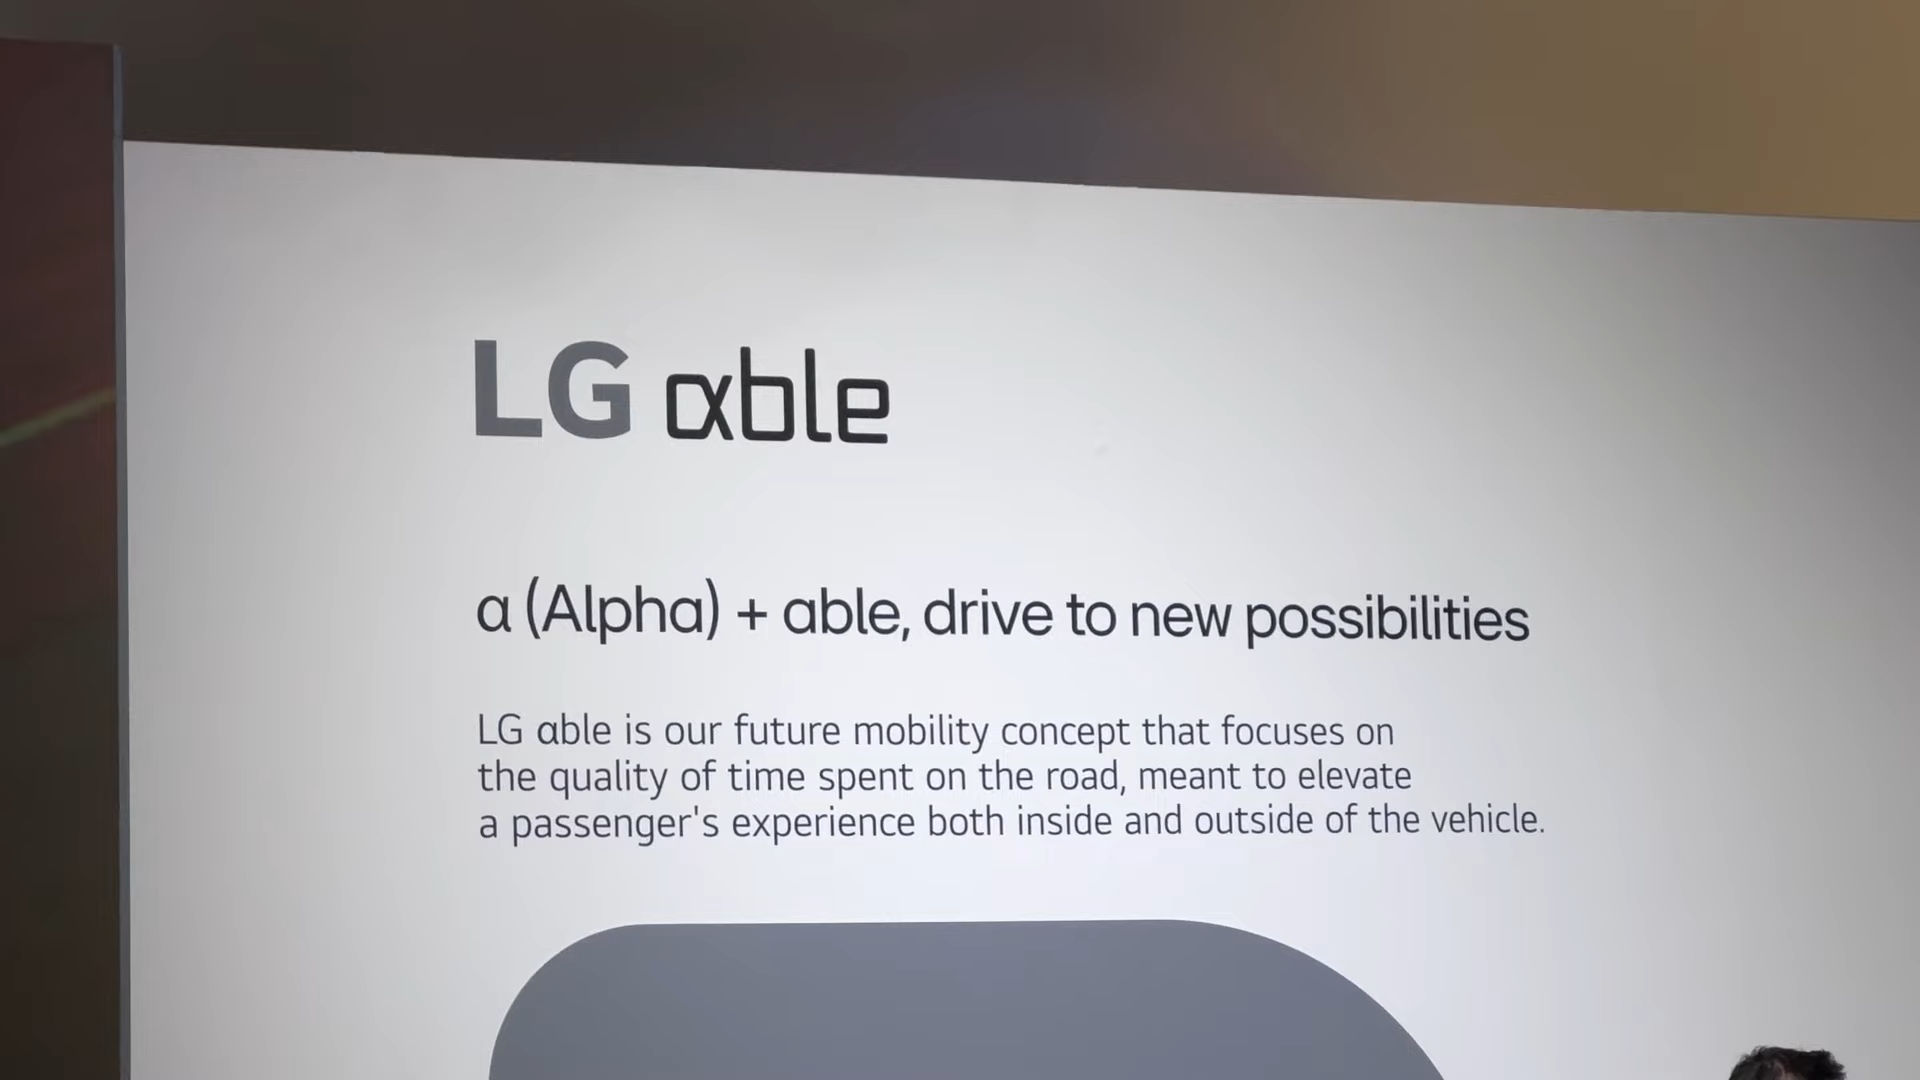 LG αble
α (Alpha) + able, drive to new possibilities
LG αble is our future mobility concept that focuses on
the quality of time spent on the road, meant to elevate
a passenger's experience both inside and outside of the vehicle.